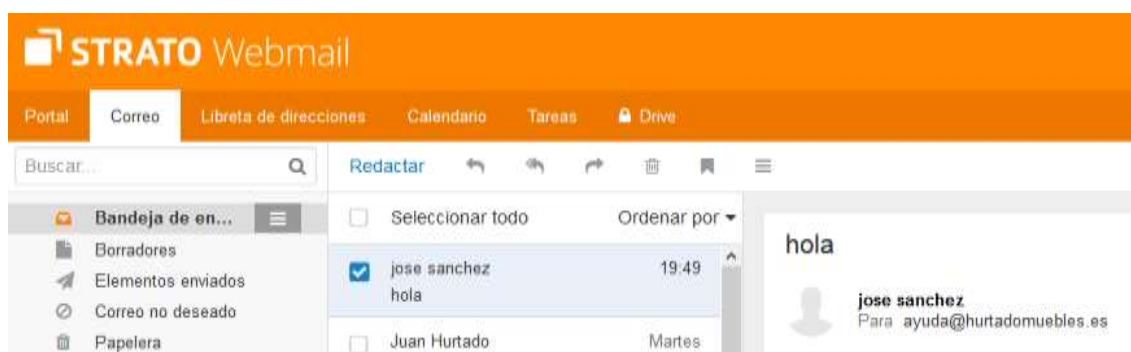 STRATO Webmail
Portal Correo Libreta de direcciones Calendario Tareas Drive
Buscar...
Redactar
Bandeja de en...
Borradores
Elementos enviados
Correo no deseado
Papelera
Seleccionar todo Ordenar por
jose sanchez 19:49
hola
Juan Hurtado Martes
hola
jose sanchez
Para ayuda@hurtadomuebles.es